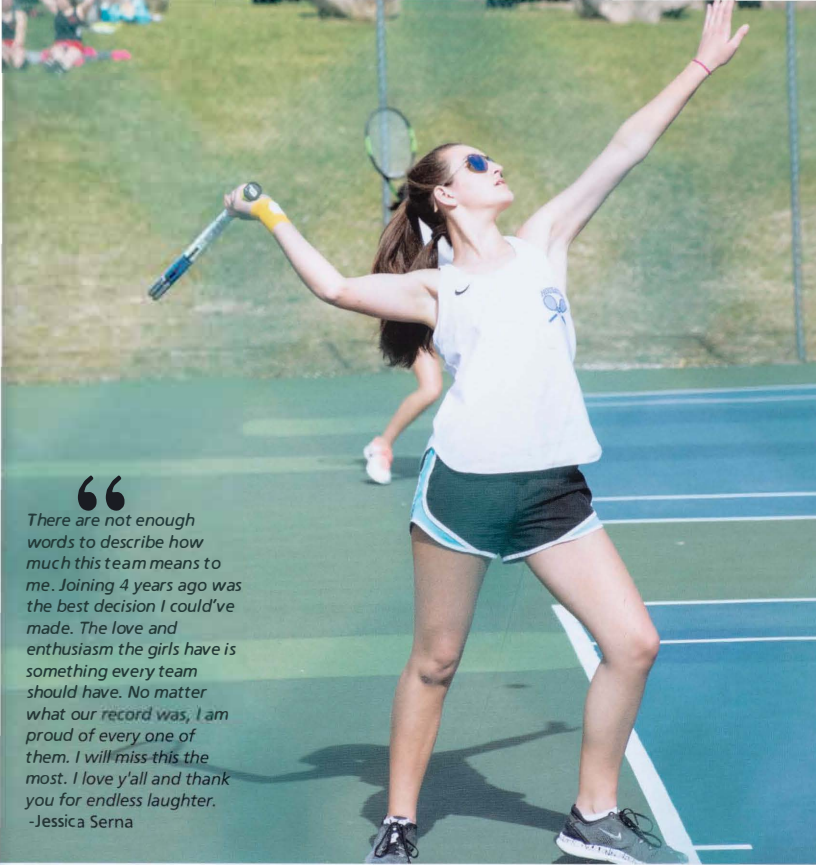 “
There are not enough
words to describe how
much this team means to
me. Joining 4 years ago was
the best decision I could've
made. The love and
enthusiasm the girls have is
something every team
should have. No matter
what our record was, I am
proud of every one of
them. I will miss this the
most. I love y'all and thank
you for endless laughter.
-Jessica Serna